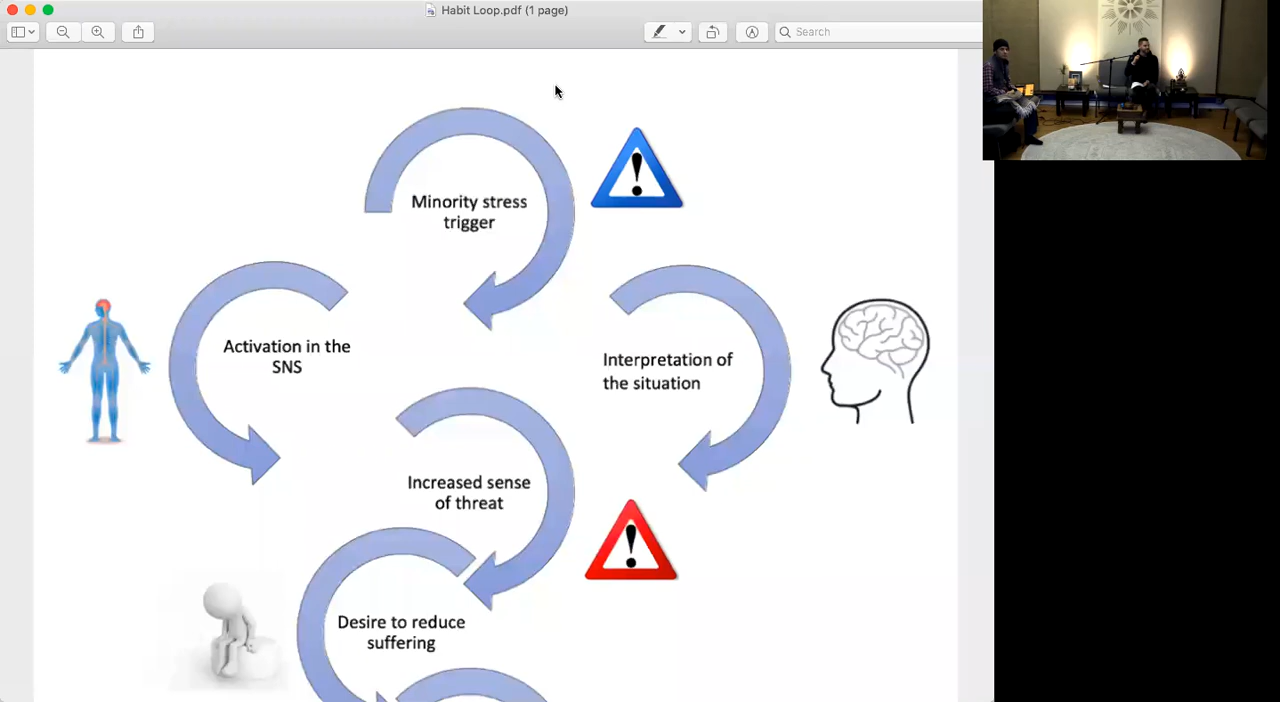 Habit Loop.pdf (1 page)
Search
Minority stress
trigger
Activation in the
SNS
Interpretation of
the situation
Increased sense
of threat
Desire to reduce
suffering